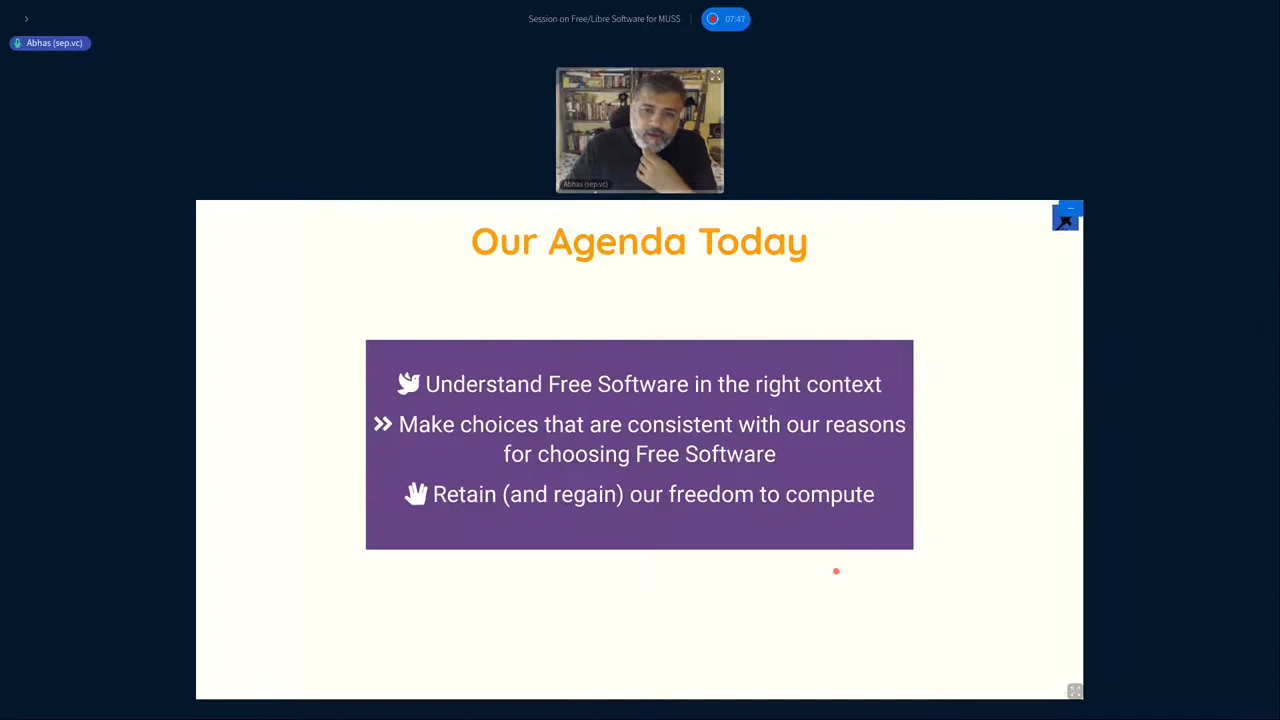 Session on Free/Libre Software for MUSS
07:47
Abhas (sep.vc)
Abhas (sep.vc)
Our Agenda Today
Understand Free Software in the right context
Make choices that are consistent with our reasons
for choosing Free Software
Retain (and regain) our freedom to compute